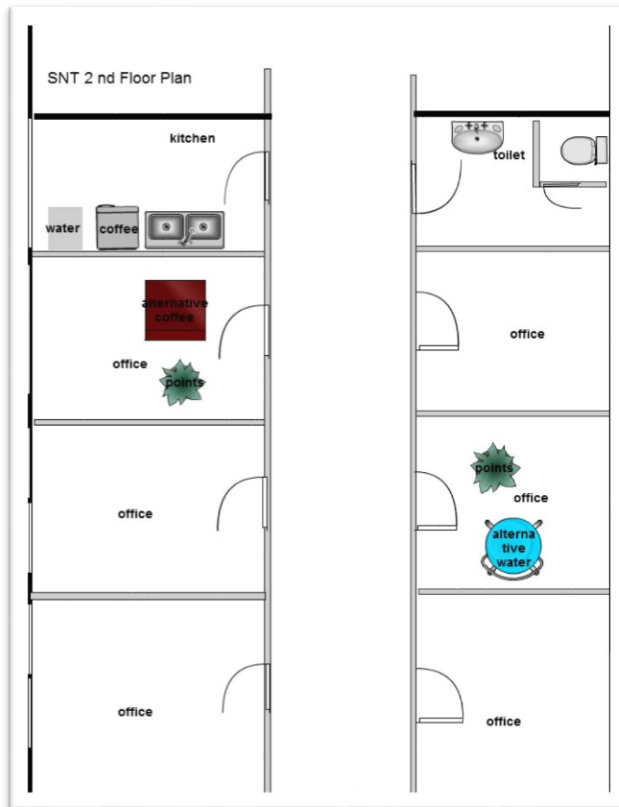 SNT 2 nd Floor Plan
kitchen
toilet
water
coffee
alternative
coffee
office
office
points
points
office
office
alterna
tive
water
office
office